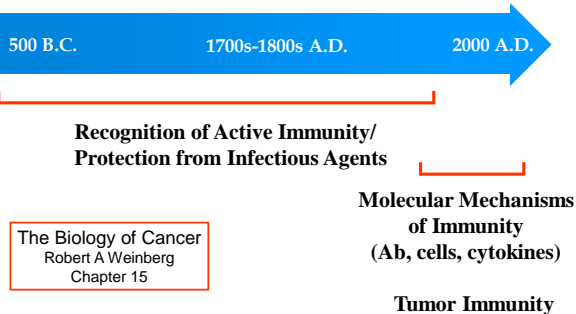 500 B.C.
1700s-1800s A.D.
2000 A.D.
Recognition of Active Immunity/
Protection from Infectious Agents
Molecular Mechanisms
of Immunity
(Ab, cells, cytokines)
The Biology of Cancer
Robert A Weinberg
Chapter 15
Tumor Immunity